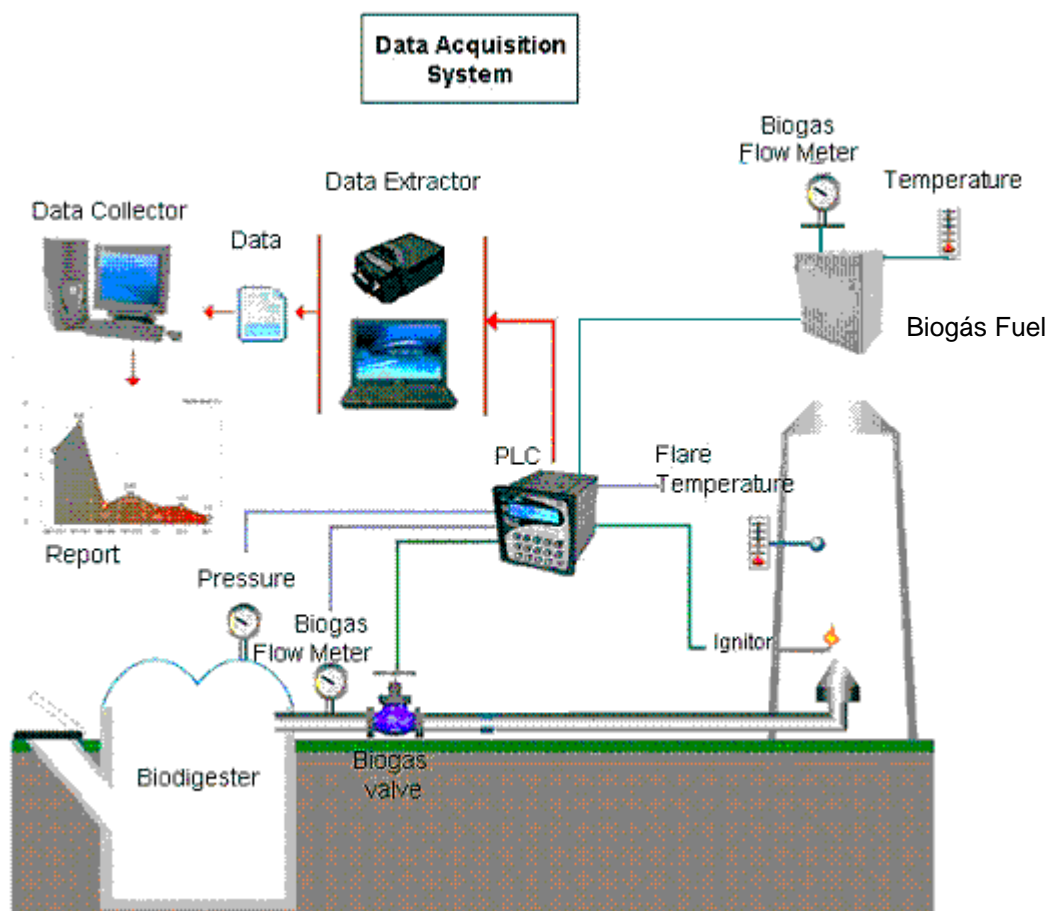 Data Acquisition
System
Biogas
Flow Meter
Temperature
Data Extractor
Data Collector
Data
Biogás Fuel
PLC
Flare
Temperature
Report
Pressure
Biogas
Flow Meter
Ignitor
Biodigester
Biogas
valve